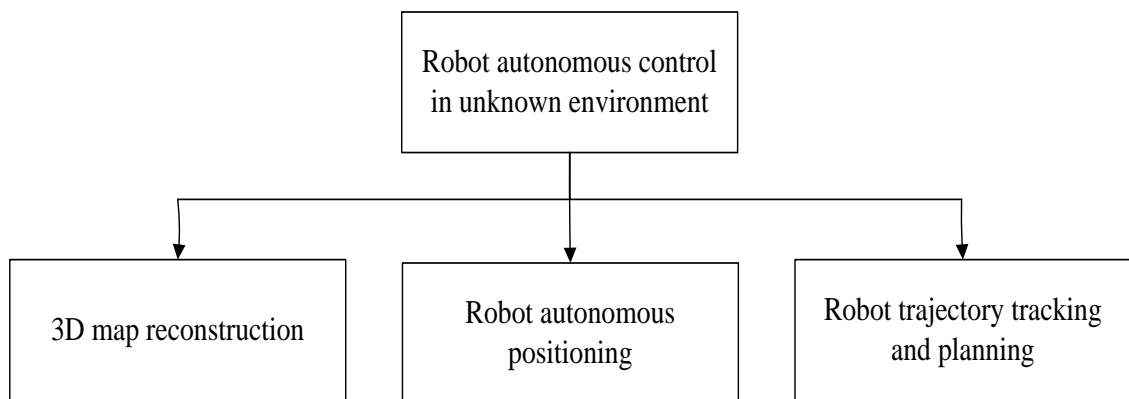 Robot autonomous control
in unknown environment
3D map reconstruction
Robot autonomous
positioning
Robot trajectory tracking
and planning